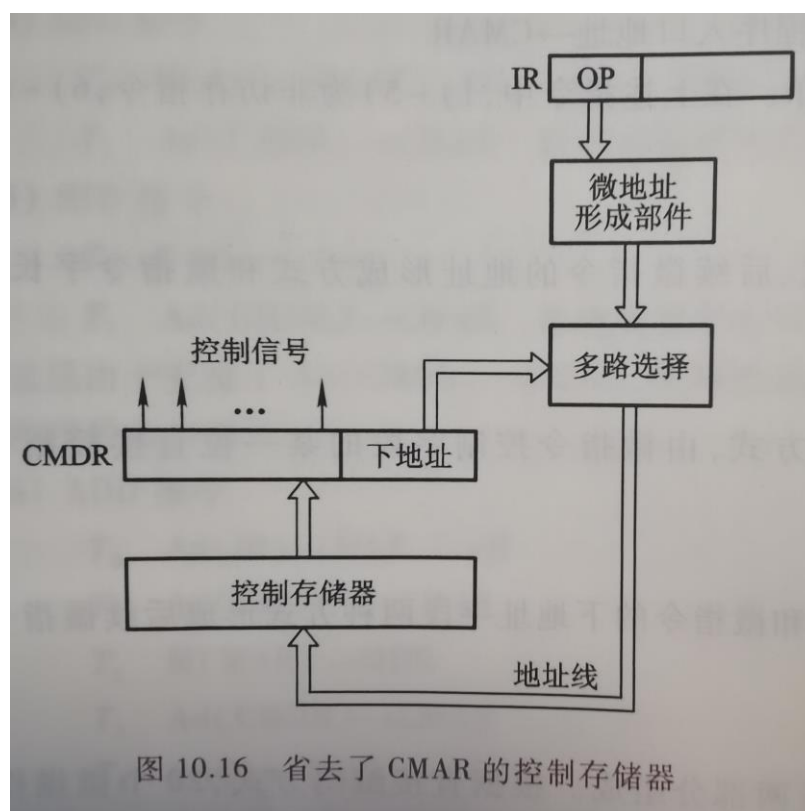 IR OP
微地址
形成部件
控制信号
多路选择
...
CMDR 下地址
控制存储器
地址线
图 10.16 省去了 CMAR 的控制存储器